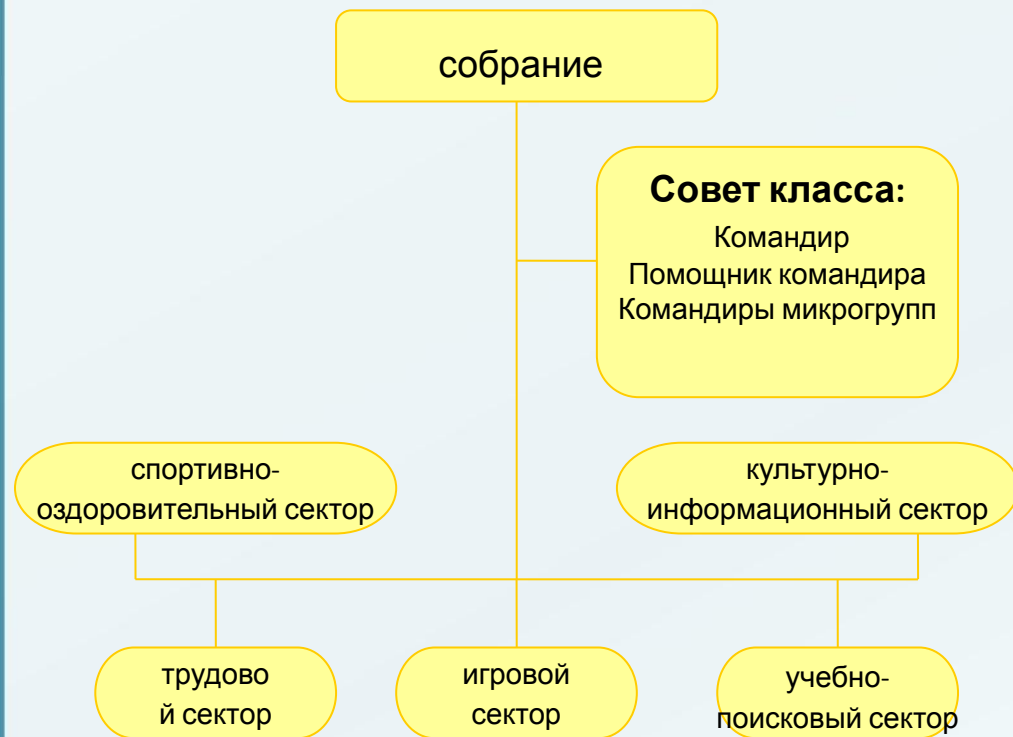 собрание
Совет класса:
Командир
Помощник командира
Командиры микрогрупп
спортивно-
оздоровительный сектор
культурно-
информационный сектор
трудово
й сектор
игровой
сектор
учебно-
поисковый сектор